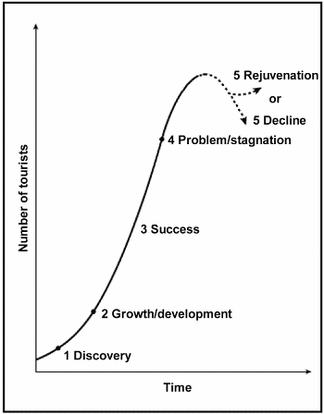 5 Rejuvenation
or
5 Decline
4 Problem/stagnation
3 Success
2 Growth/development
1 Discovery
Number of tourists
Time